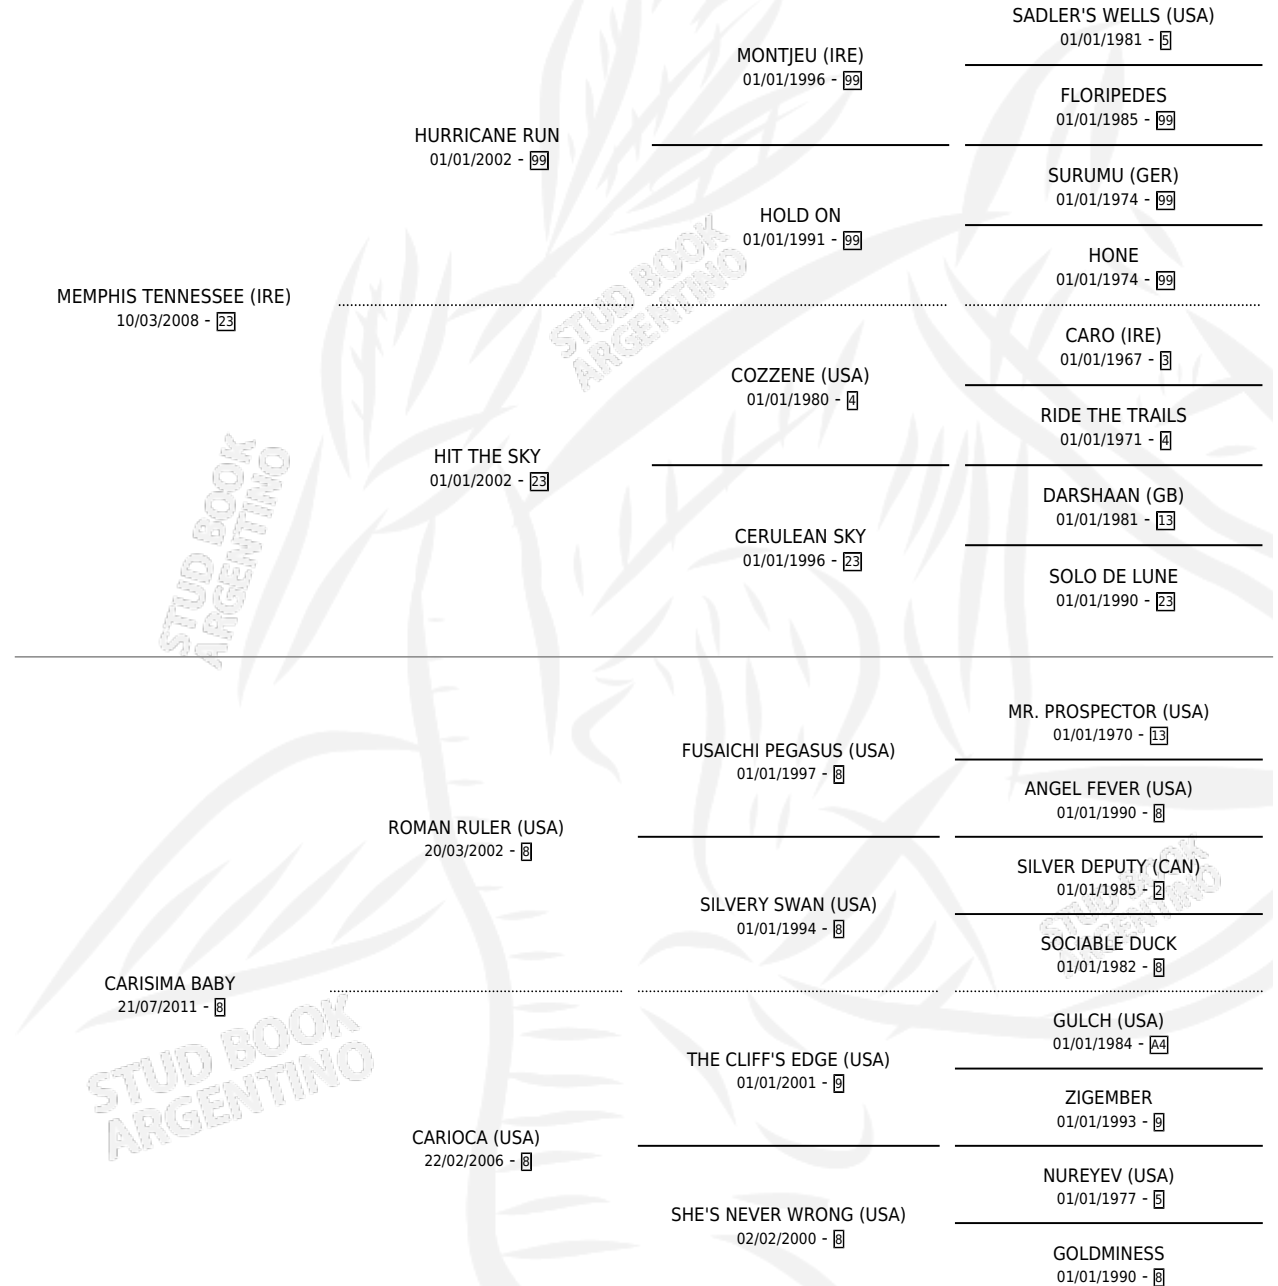 SADLER'S WELLS (USA)
01/01/1981 - 5
MONTJEU (IRE)
01/01/1996 - 99
FLORIPEDES
01/01/1985 - 99
HURRICANE RUN
01/01/2002 - 99
SURUMU (GER)
01/01/1974 - 99
HOLD ON
01/01/1991 - 99
HONE
01/01/1974 - 99
MEMPHIS TENNESSEE (IRE)
10/03/2008 - 23
CARO (IRE)
01/01/1967 - 3
COZZENE (USA)
01/01/1980 - 4
RIDE THE TRAILS
01/01/1971 - 4
HIT THE SKY
01/01/2002 - 23
DARSHAAN (GB)
01/01/1981 - 13
CERULEAN SKY
01/01/1996 - 23
SOLO DE LUNE
01/01/1990 - 23
MR. PROSPECTOR (USA)
01/01/1970 - 13
FUSAICHI PEGASUS (USA)
01/01/1997 - 8
ANGEL FEVER (USA)
01/01/1990 - 8
ROMAN RULER (USA)
20/03/2002 - 8
SILVER DEPUTY (CAN)
01/01/1985 - 2
SILVERY SWAN (USA)
01/01/1994 - 8
SOCIABLE DUCK
01/01/1982 - 8
CARISIMA BABY
21/07/2011 - 8
GULCH (USA)
01/01/1984 - A4
THE CLIFF'S EDGE (USA)
01/01/2001 - 9
ZIGEMBER
01/01/1993 - 9
CARIOCA (USA)
22/02/2006 - 8
NUREYEV (USA)
01/01/1977 - 5
SHE'S NEVER WRONG (USA)
02/02/2000 - 8
GOLDMINESS
01/01/1990 - 8
STUD BOOK
ARGENTINO
STUD BOOK
ARGENTINO
STUD BOOK
ARGENTINO
STUD BOOK
ARGENTINO